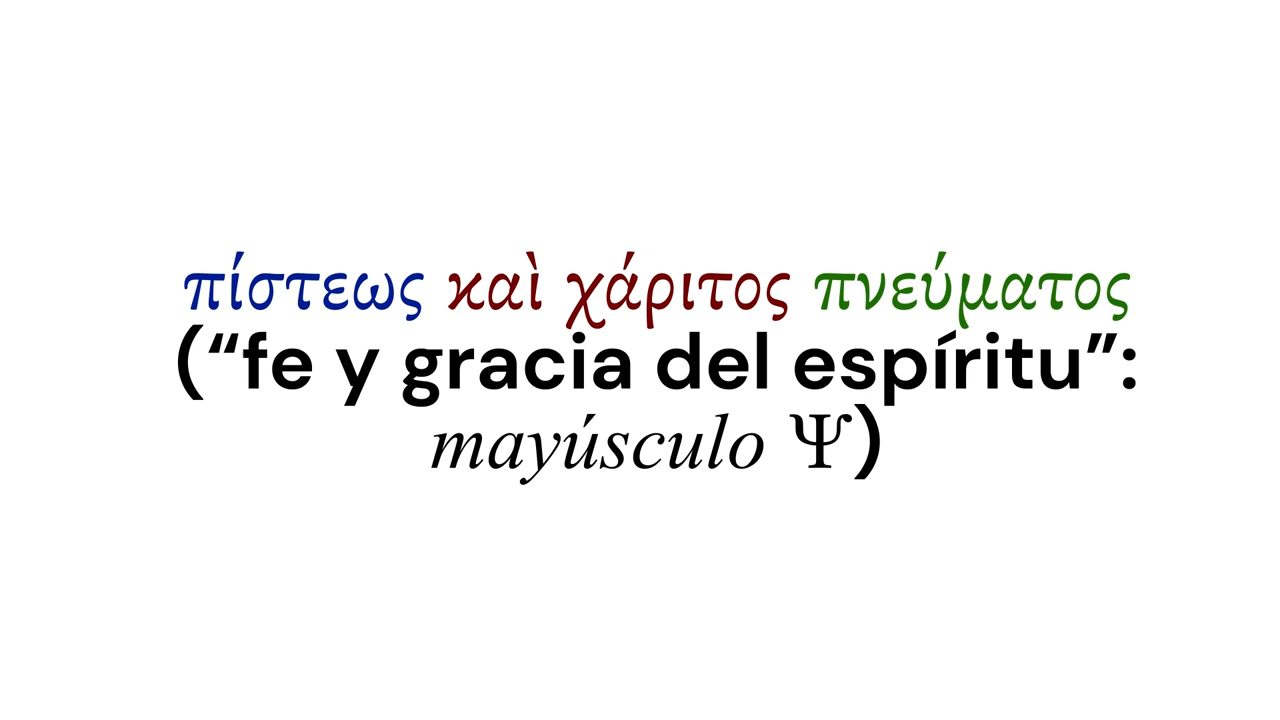 πίστεως καὶ χάριτος πνεύματος
(“fe y gracia del espíritu”:
mayúsculo Ψ)